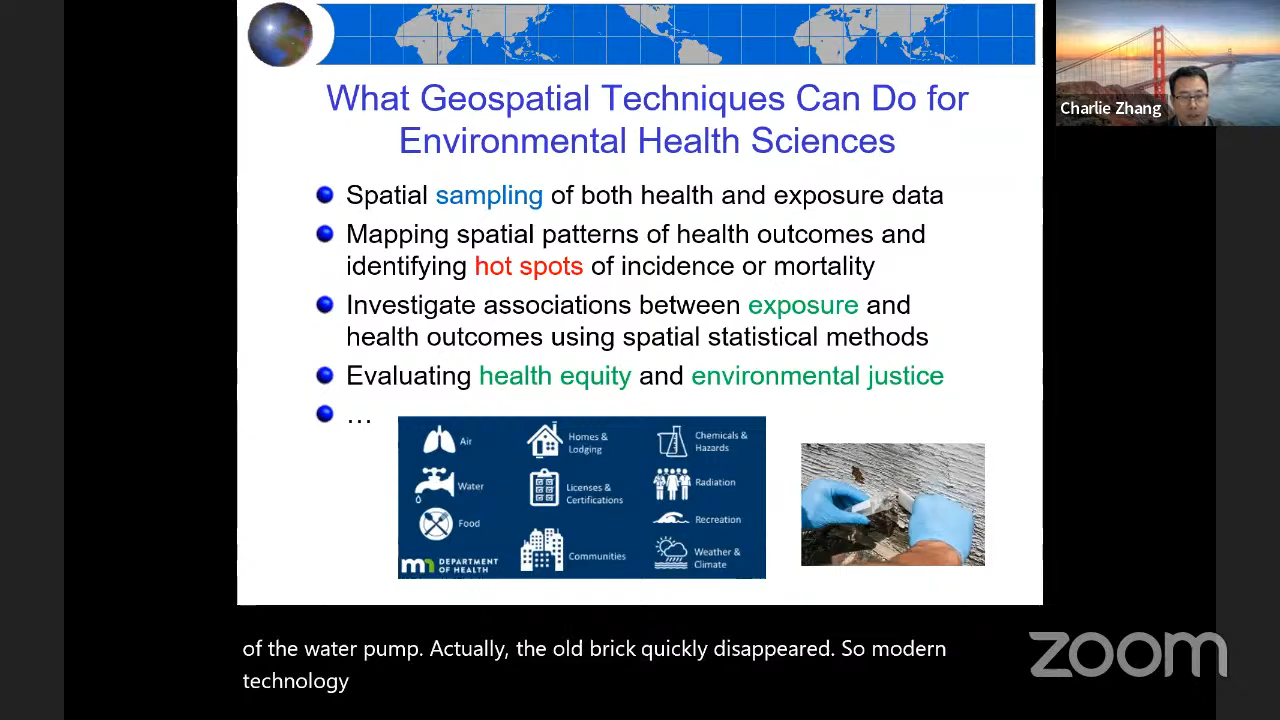 What Geospatial Techniques Can Do for
Environmental Health Sciences
Spatial sampling of both health and exposure data
Mapping spatial patterns of health outcomes and
identifying hot spots of incidence or mortality
Investigate associations between exposure and
health outcomes using spatial statistical methods
Evaluating health equity and environmental justice
…
Air
Water
Food
mn DEPARTMENT
OF HEALTH
Homes &
Lodging
Licenses &
Certifications
Communities
Chemicals &
Hazards
Radiation
Recreation
Weather &
Climate
Charlie Zhang
of the water pump. Actually, the old brick quickly disappeared. So modern
technology
zoom